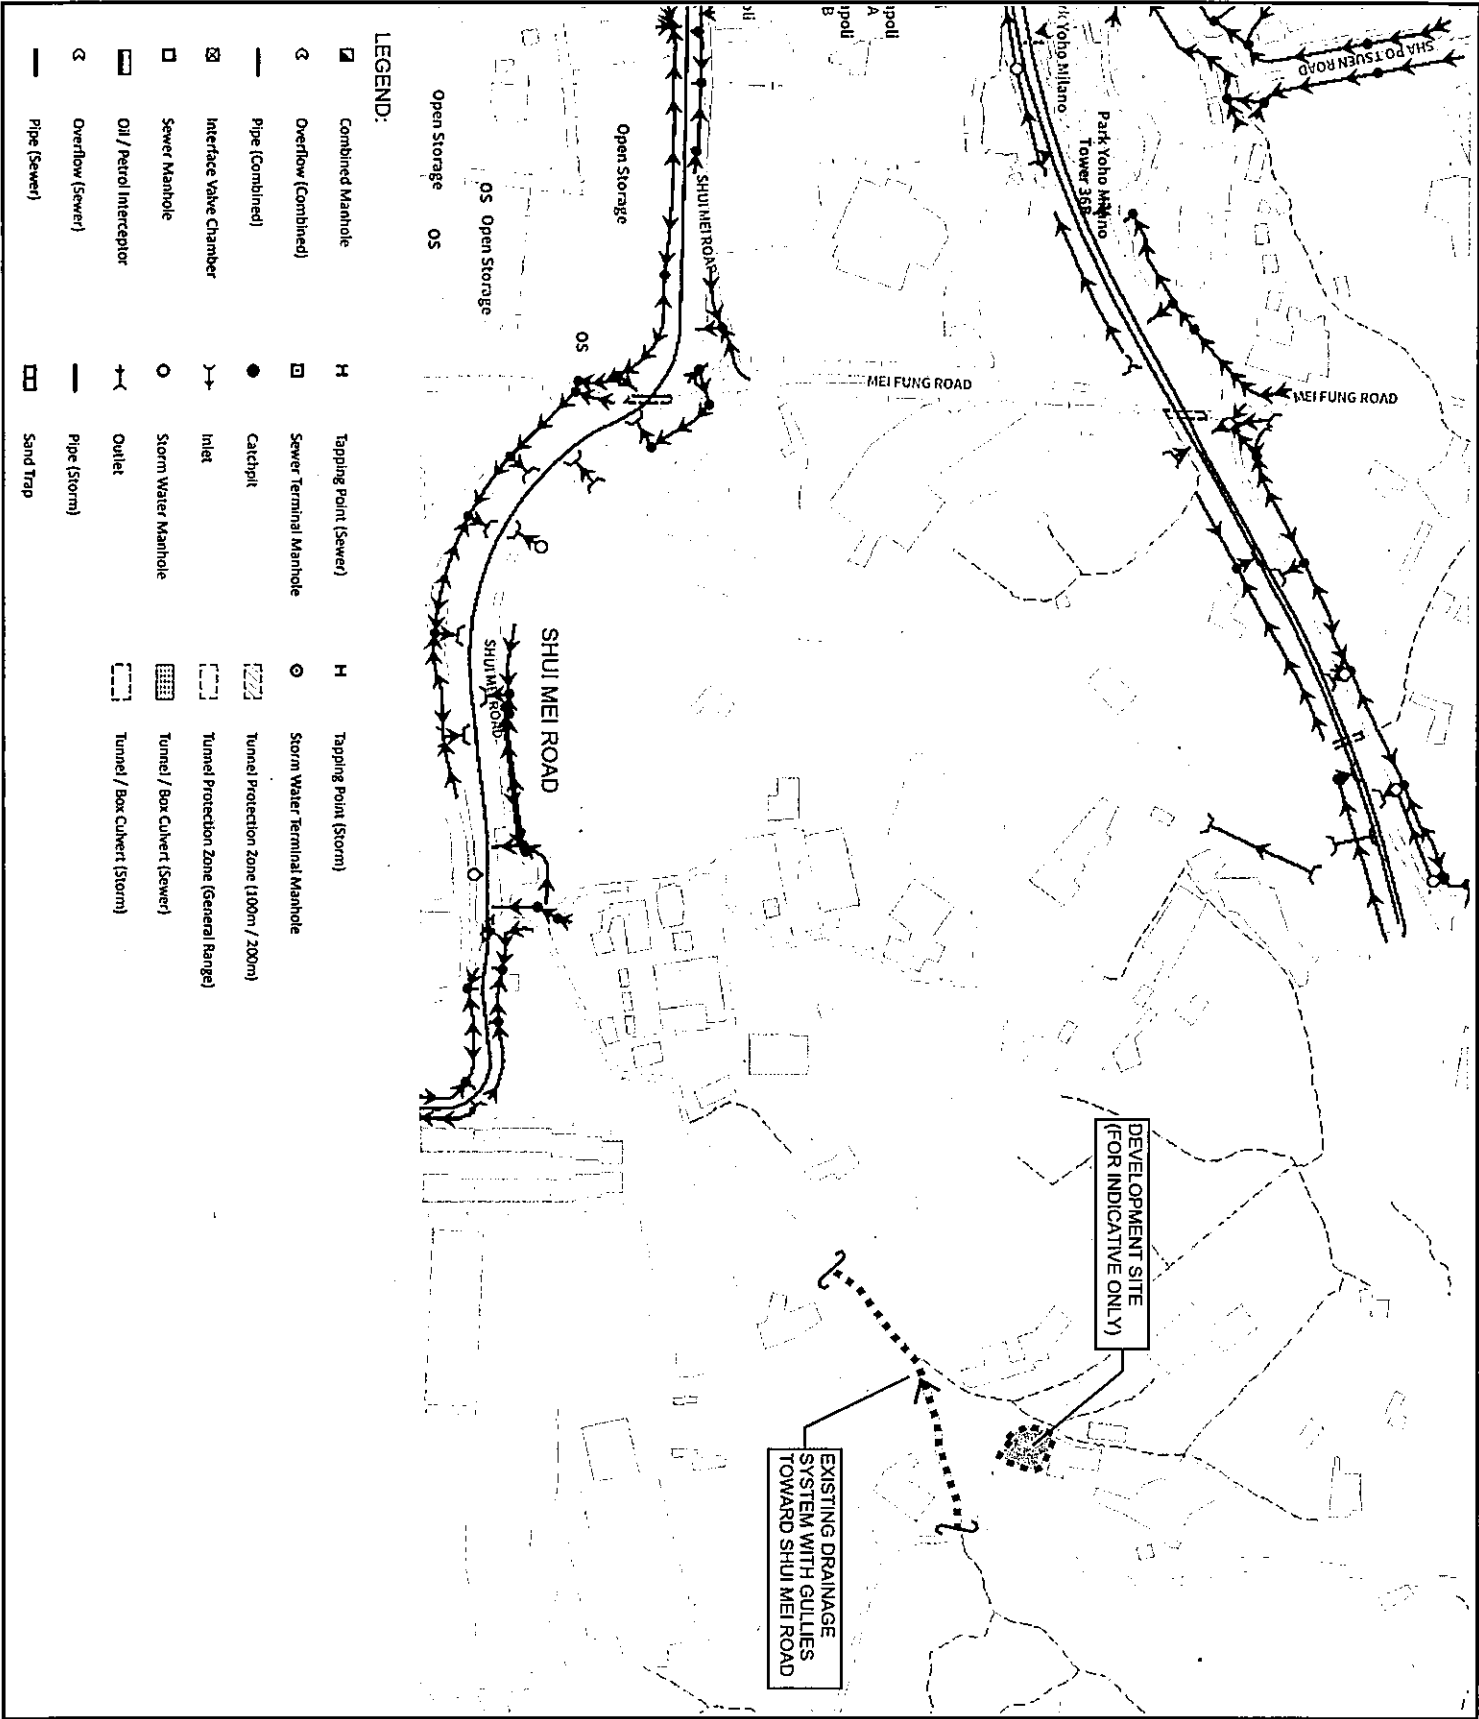 SHA PO TSUEN ROAD
Park Yoho Milano
Park Yoho Milano
Tower 36B
MEI FUNG ROAD
MEI FUNG ROAD
SHUI MEI ROAD
Open Storage
Open Storage
OS
Open Storage
OS
OS
A
B
SHUI MEI ROAD
SHUI MEI ROAD
DEVELOPMENT SITE
(FOR INDICATIVE ONLY)
EXISTING DRAINAGE
SYSTEM WITH GULLIES
TOWARD SHUI MEI ROAD
LEGEND:
Combined Manhole
Overflow (Combined)
Pipe (Combined)
Interface Valve Chamber
Sewer Manhole
Oil / Petrol Interceptor
Overflow (Sewer)
Pipe (Sewer)
Tapping Point (Sewer)
Sewer Terminal Manhole
Catchpit
Inlet
Storm Water Manhole
Outlet
Pipe (Storm)
Sand Trap
Tapping Point (Storm)
Storm Water Terminal Manhole
Tunnel Protection Zone (100m / 200m)
Tunnel Protection Zone (General Range)
Tunnel / Box Culvert (Sewer)
Tunnel / Box Culvert (Storm)